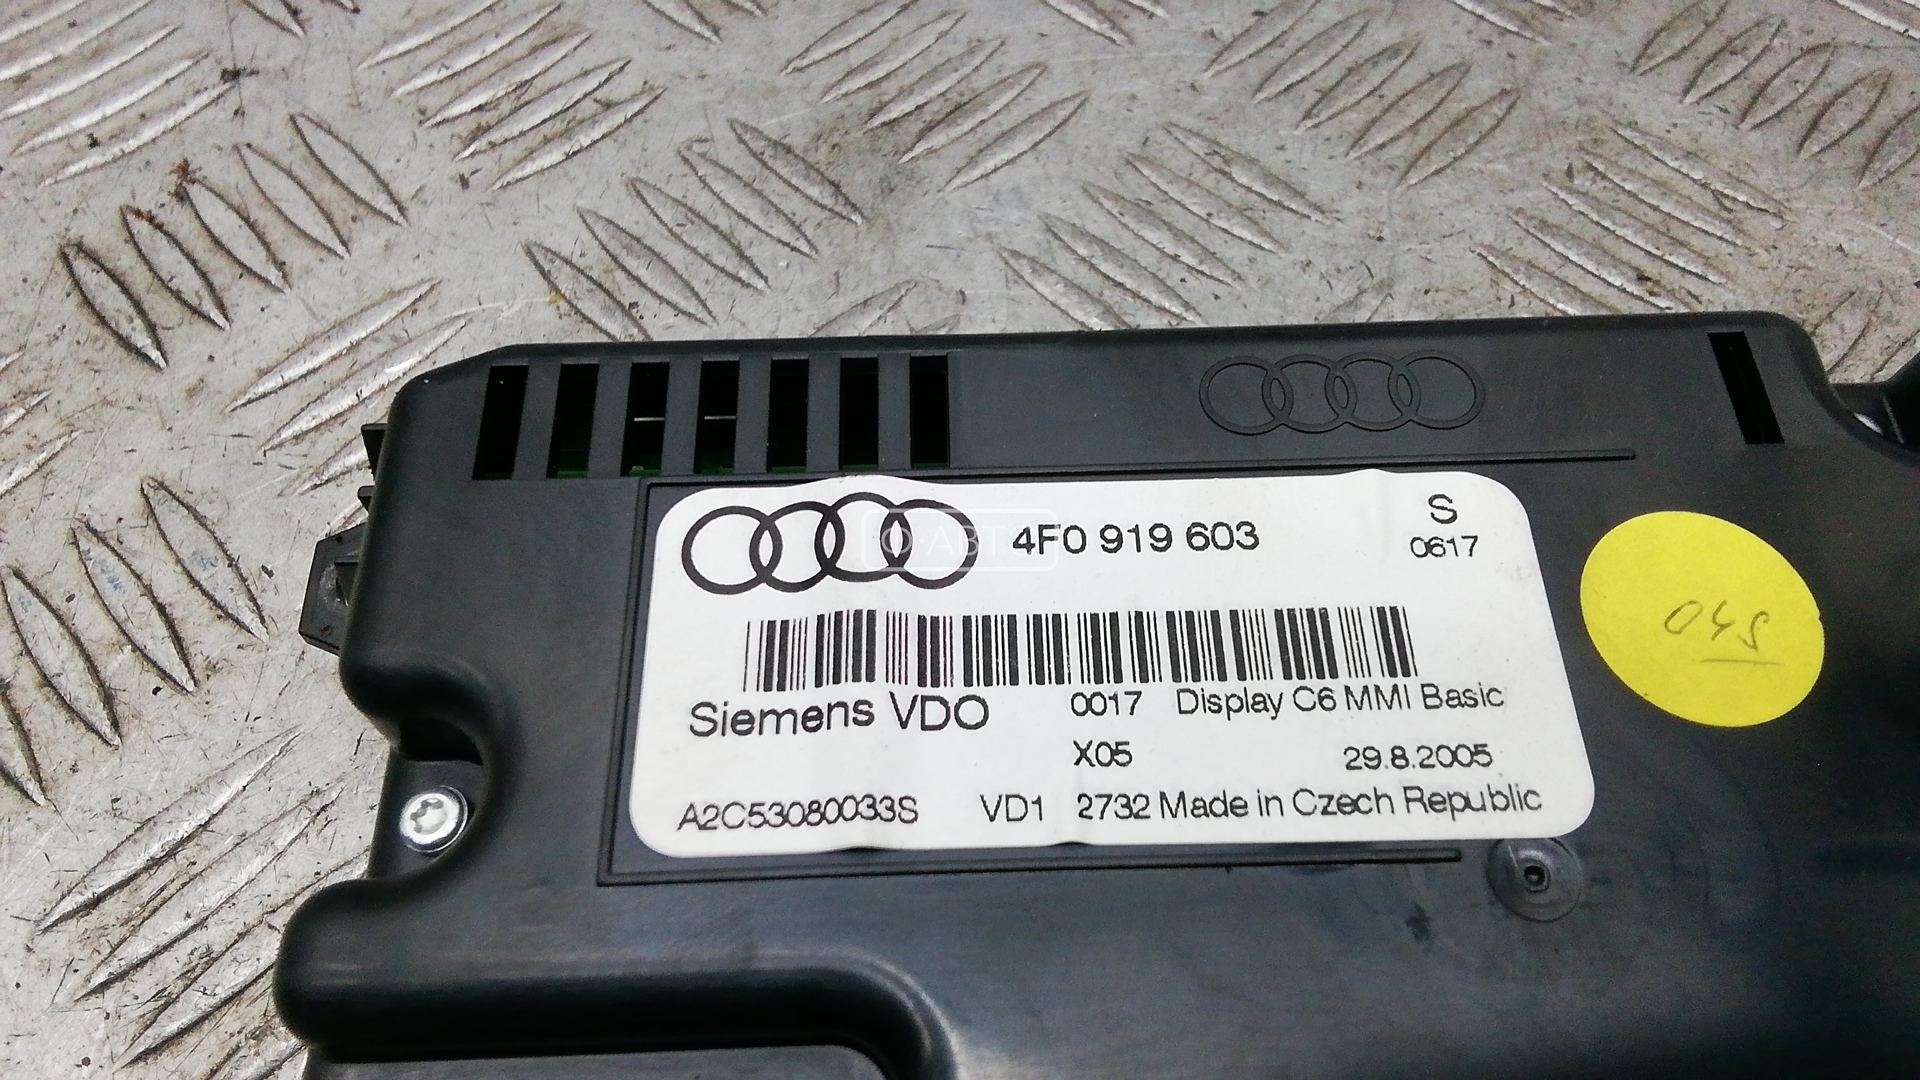 4F0 919 603
S
0617
О·АВТО
Siemens VDO 0017 Display C6 MMI Basic
X05 29.8.2005
A2C53080033S VD1 2732 Made in Czech Republic